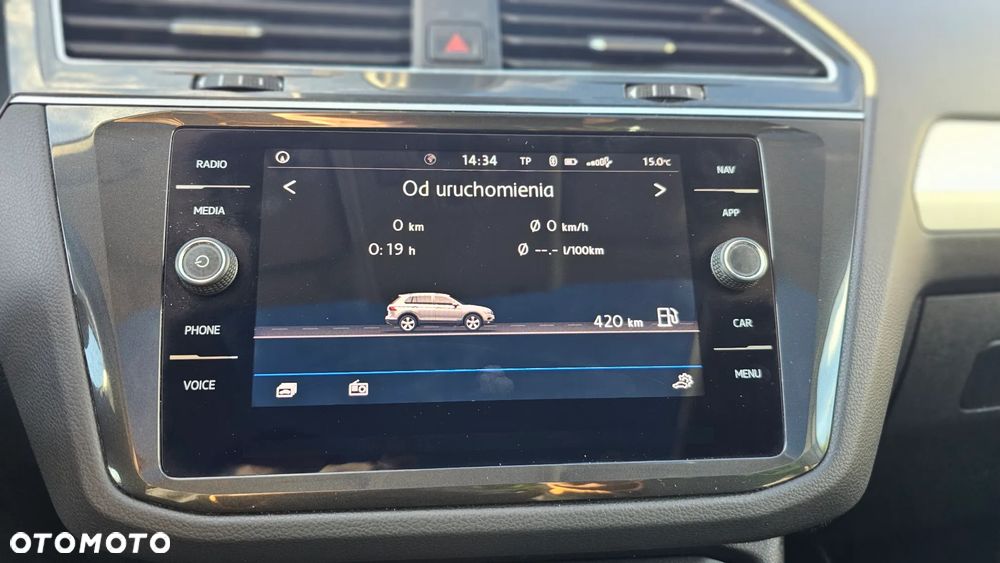 RADIO
MEDIA
PHONE
VOICE
14:34 TP 15.0°C
< Od uruchomienia >
0 km Ø 0 km/h
0:19 h Ø --.- l/100km
420 km
NAV
APP
CAR
MENU
OTOMOTO